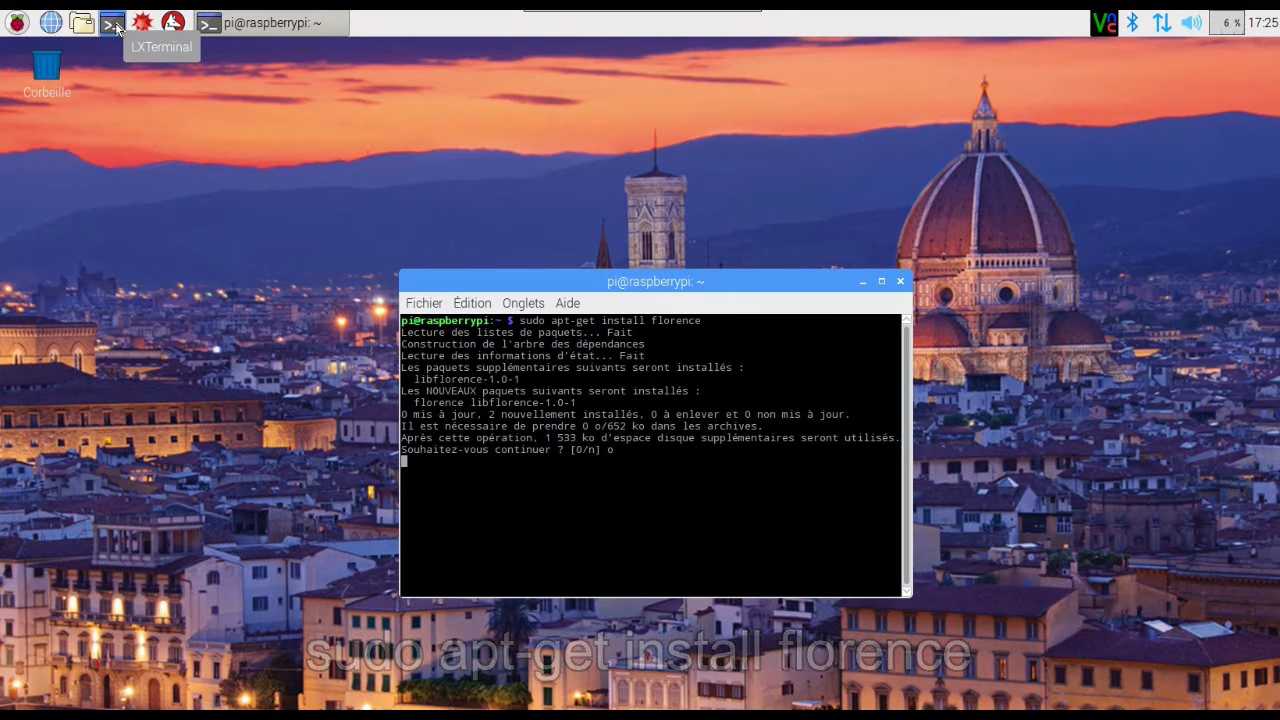 pi@raspberrypi: ~
6 %
17:25
LXTerminal
Corbeille
pi@raspberrypi: ~
Fichier Édition Onglets Aide
pi@raspberrypi:~ $ sudo apt-get install florence
Lecture des listes de paquets... Fait
Construction de l'arbre des dépendances
Lecture des informations d'état... Fait
Les paquets supplémentaires suivants seront installés :
libflorence-1.0-1
Les NOUVEAUX paquets suivants seront installés :
florence libflorence-1.0-1
0 mis à jour, 2 nouvellement installés, 0 à enlever et 0 non mis à jour.
Il est nécessaire de prendre 0 o/652 ko dans les archives.
Après cette opération, 1 533 ko d'espace disque supplémentaires seront utilisés.
Souhaitez-vous continuer ? [O/n] o
sudo apt-get install florence